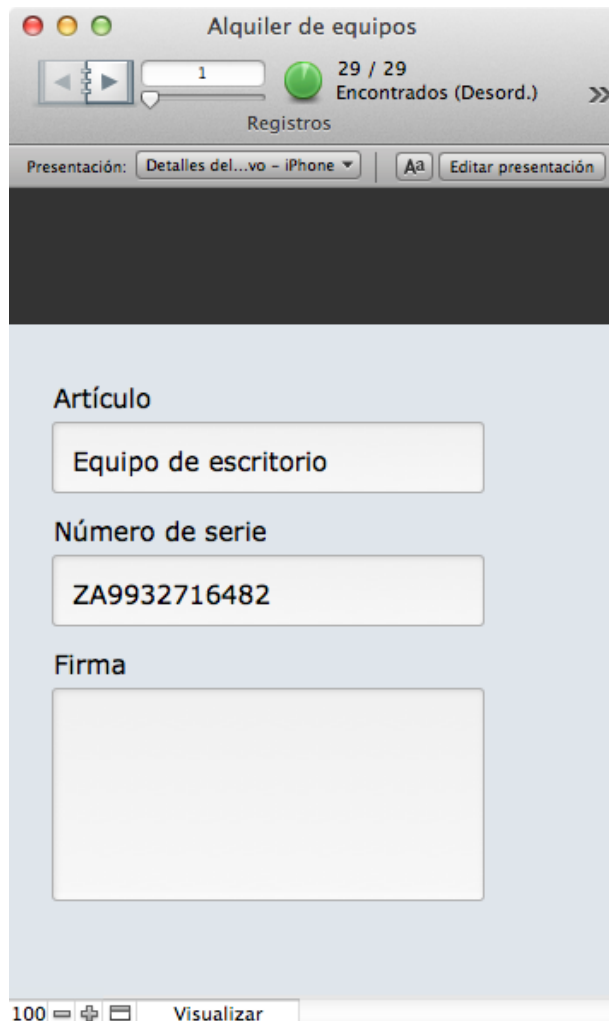 Alquiler de equipos
1
29 / 29
Encontrados (Desord.)
Registros
Presentación: Detalles del...vo – iPhone Aa Editar presentación
Artículo
Equipo de escritorio
Número de serie
ZA9932716482
Firma
100 Visualizar